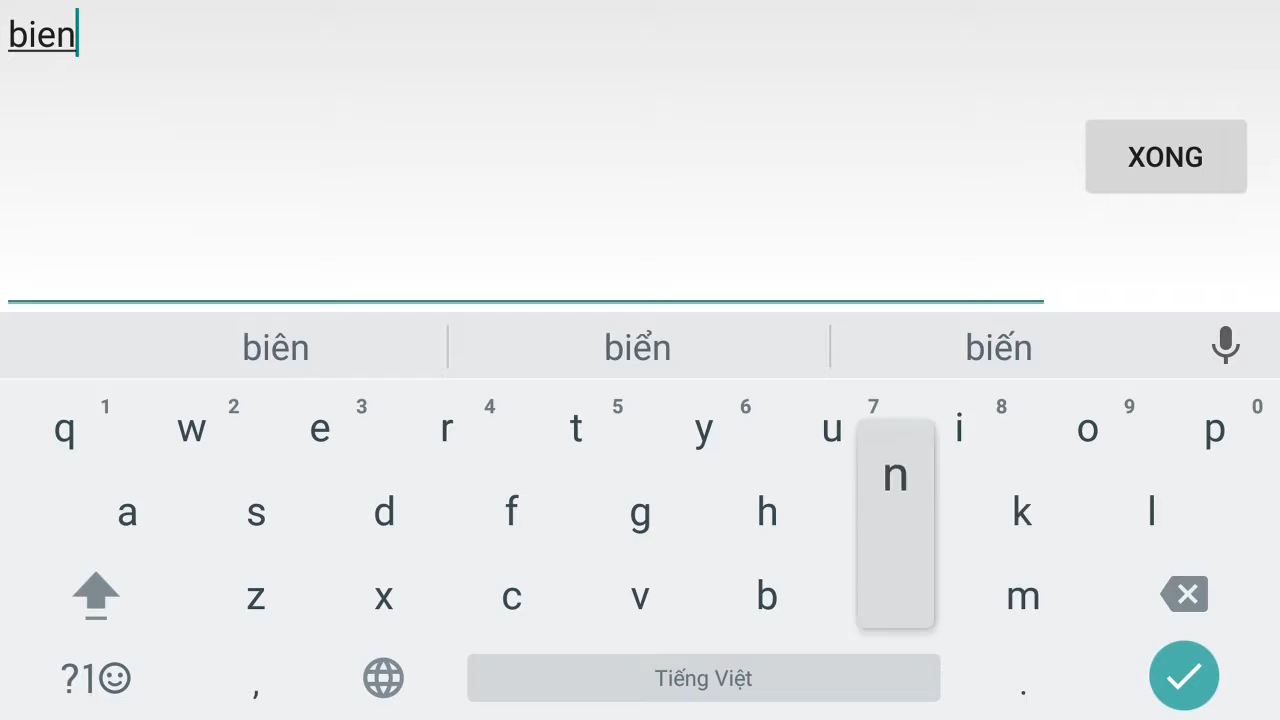 bien
XONG
biên biển biến
1 2 3 4 5 6 7 8 9 0
q w e r t y u i o p
n
a s d f g h k l
z x c v b m
?1 , Tiếng Việt .